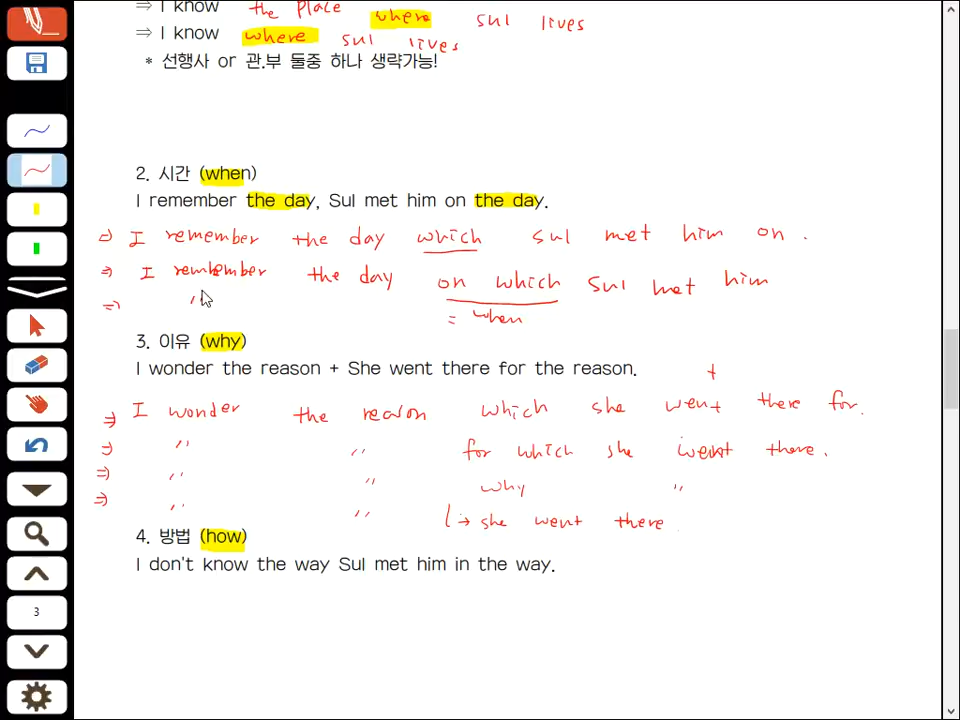 ⇒ I know the place where sul lives
⇒ I know where sul lives
* 선행사 or 관.부 둘중 하나 생략가능!
2. 시간 (when)
I remember the day, Sul met him on the day.
⇒ I remember the day which sul met him on .
⇒ I remember the day on which sul met him
⇒ "
= when
3. 이유 (why)
I wonder the reason + She went there for the reason.
+
⇒ I wonder the reason which she went there for.
⇒ " " for which she went there.
⇒ " " why "
⇒ " " → she went there
4. 방법 (how)
I don't know the way Sul met him in the way.
3